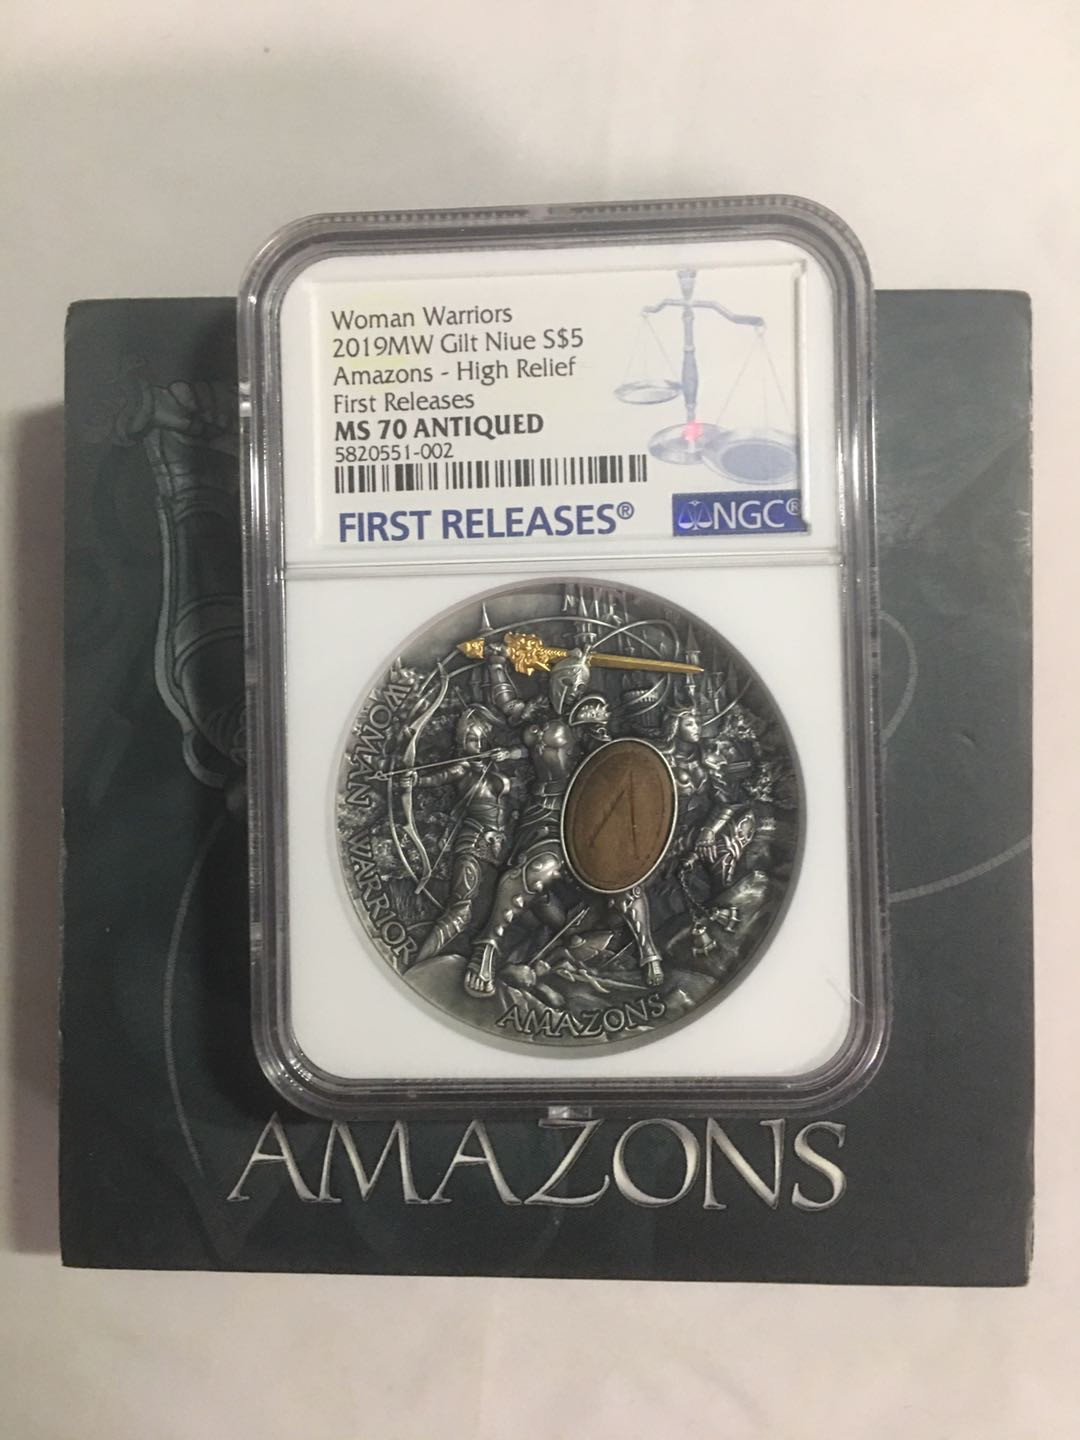 Woman Warriors
2019MW Gilt Niue S$5
Amazons - High Relief
First Releases
MS 70 ANTIQUED
5820551-002
FIRST RELEASES®
NGC®
WOMAN WARRIOR
AMAZONS
AMAZONS